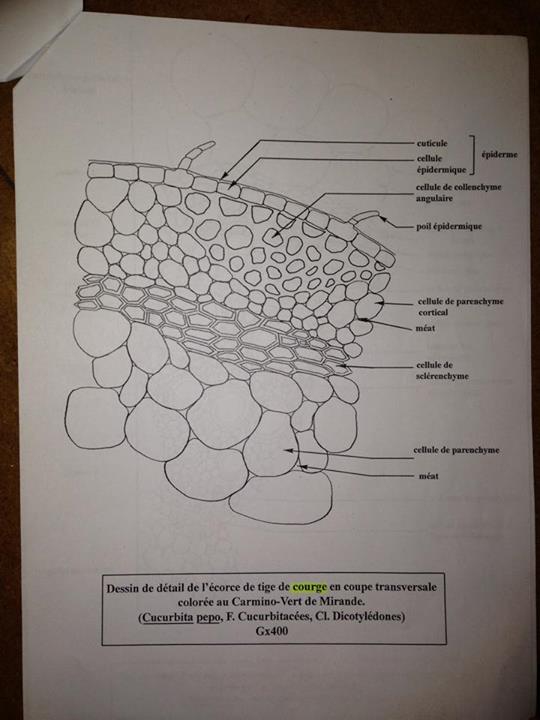 cuticule
épiderme
cellule
épidermique
cellule de collenchyme
angulaire
poil épidermique
cellule de parenchyme
cortical
méat
cellule de
sclérenchyme
cellule de parenchyme
méat
Dessin de détail de l'écorce de tige de courge en coupe transversale
colorée au Carmino-Vert de Mirande.
(Cucurbita pepo, F. Cucurbitacées, Cl. Dicotylédones)
Gx400